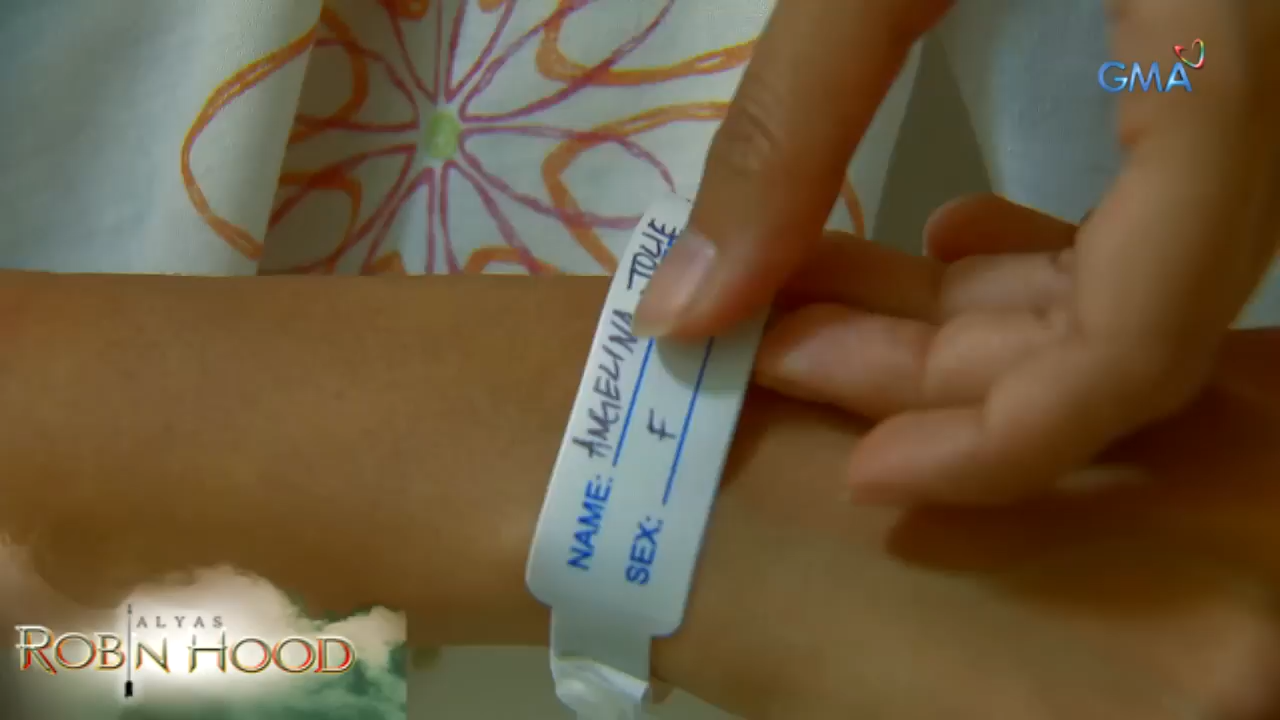 GMA
NAME: ANGELINA JOLIE
SEX: F
ALYAS
ROBIN HOOD